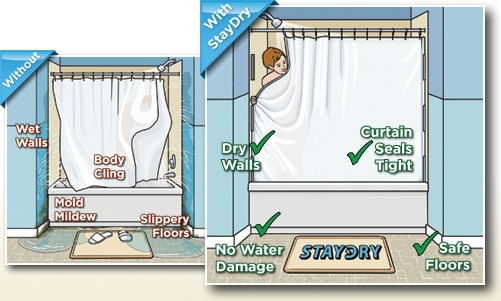 Without
Wet
Walls
Body
Cling
Mold
Mildew
Slippery
Floors
With
StayDry
Dry
Walls
Curtain
Seals
Tight
No Water
Damage
STAYDRY
Safe
Floors